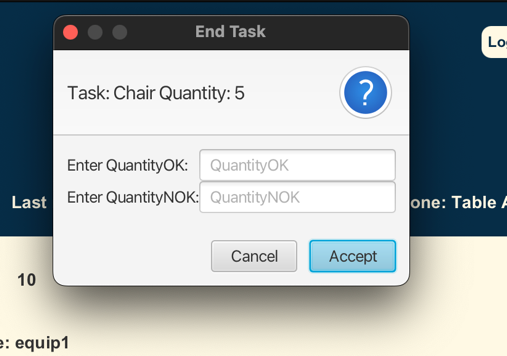 End Task
Task: Chair Quantity: 5
?
Enter QuantityOK: QuantityOK
Enter QuantityNOK: QuantityNOK
Last
one: Table
Cancel Accept
10
equip1